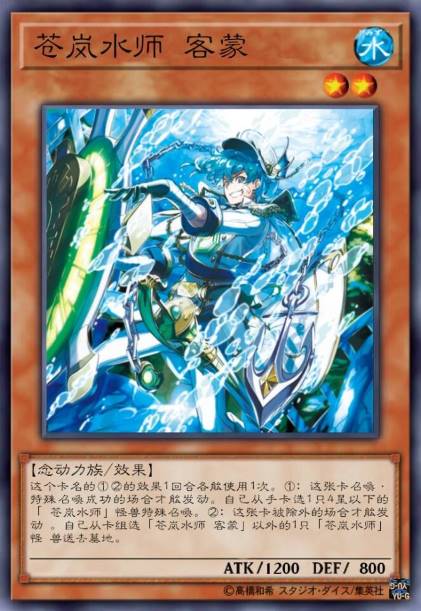 苍岚水师 客蒙
みず
水
【念动力族/效果】
这个卡名的①②的效果1回合各能使用1次。①：这张卡召唤·
特殊召唤成功的场合才能发动。自己从手卡选1只4星以下的
「 苍岚水师」怪兽特殊召唤。②：这张卡被除外的场合才能发
动 。自己从卡组选「苍岚水师 客蒙」以外的1只「苍岚水师」
怪 兽送去墓地。
ATK/1200 DEF/ 800
©高橋和希 スタジオ・ダイス/集英社